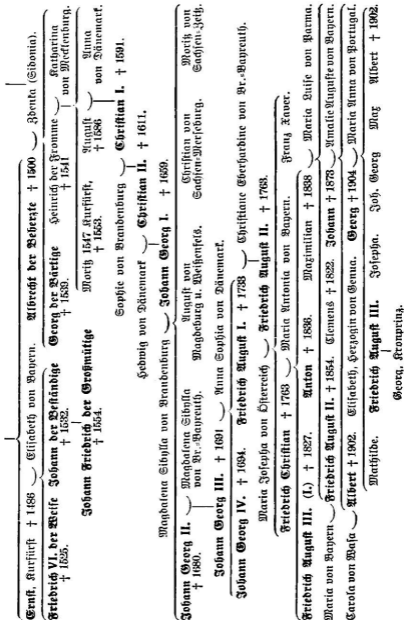 Ernst, Kurfürst † 1486 Elisabeth von Bayern. Albrecht der Beherzte † 1500 Zdenka (Sidonia).
Friedrich VI. der Weise † 1525. Johann der Beständige † 1532. Georg der Bärtige † 1539. Heinrich der Fromme † 1541 Katharina von Mecklenburg.
Johann Friedrich der Großmütige † 1554. Moritz 1547 Kurfürst, † 1553. August † 1586 Anna von Dänemark.
Sophie von Brandenburg Christian I. † 1591.
Hedwig von Dänemark Christian II. † 1611.
Magdalena Sibylla von Brandenburg Johann Georg I. † 1659.
Johann Georg II. † 1680. Magdalena Sibylla von Br.-Bayreuth. August von Magdeburg u. Weißenfels. Christian von Sachsen-Merseburg. Moritz von Sachsen-Zeitz.
Johann Georg III. † 1691 Anna Sophia von Dänemark.
Johann Georg IV. † 1694. Friedrich August I. † 1733 Christiane Eberhardine von Br.-Bayreuth.
Maria Josepha von Österreich Friedrich August II. † 1763.
Friedrich Christian † 1763 Maria Antonia von Bayern. Franz Xaver.
Friedrich August III. (I.) † 1827. Anton † 1836. Maximilian † 1838 Maria Luise von Parma.
Maria von Bayern Friedrich August II. † 1854. Clemens † 1822. Johann † 1873 Amalie Auguste von Bayern.
Carola von Wasa Albert † 1902. Elisabeth, Herzogin von Genua. Georg † 1904 Maria Anna von Portugal.
Mathilde. Friedrich August III. Josepha. Joh. Georg Max Albert † 1902.
Georg, Kronprinz.